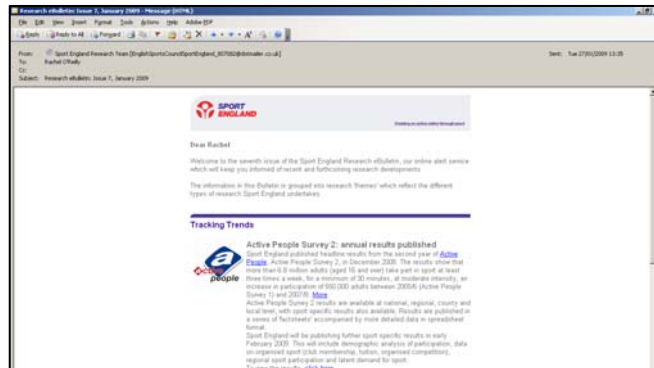 Research eBulletin: Issue 7, January 2009 - Message (HTML)
File Edit View Insert Format Tools Actions Help Adobe PDF
Reply Reply to All Forward
From: Sport England Research Team [EnglishSportsCouncilSportEngland_807082@dotmailer.co.uk] Sent: Tue 27/01/2009 13:35
To: Rachel O'Reilly
Cc:
Subject: Research eBulletin: Issue 7, January 2009
SPORT
ENGLAND
Creating an active nation through sport
Dear Rachel
Welcome to the seventh issue of the Sport England Research eBulletin, our online alert service
which will keep you informed of recent and forthcoming research developments
The information in this Bulletin is grouped into research 'themes' which reflect the different
types of research Sport England undertakes
Tracking Trends
active
people
Active People Survey 2: annual results published
Sport England published headline results from the second year of Active
People, Active People Survey 2, in December 2008. The results show that
more than 6.8 million adults (aged 16 and over) take part in sport at least
three times a week, for a minimum of 30 minutes, at moderate intensity, an
increase in participation of 550,000 adults between 2005/6 (Active People
Survey 1) and 2007/8. More
Active People Survey 2 results are available at national, regional, county and
local level, with sport specific results also available. Results are published in
a series of 'factsheets' accompanied by more detailed data in spreadsheet
format.
Sport England will be publishing further sport specific results in early
February 2009. This will include demographic analysis of participation, data
on organised sport (club membership, tuition, organised competition),
regional sport participation and latent demand for sport.
To view the results, click here